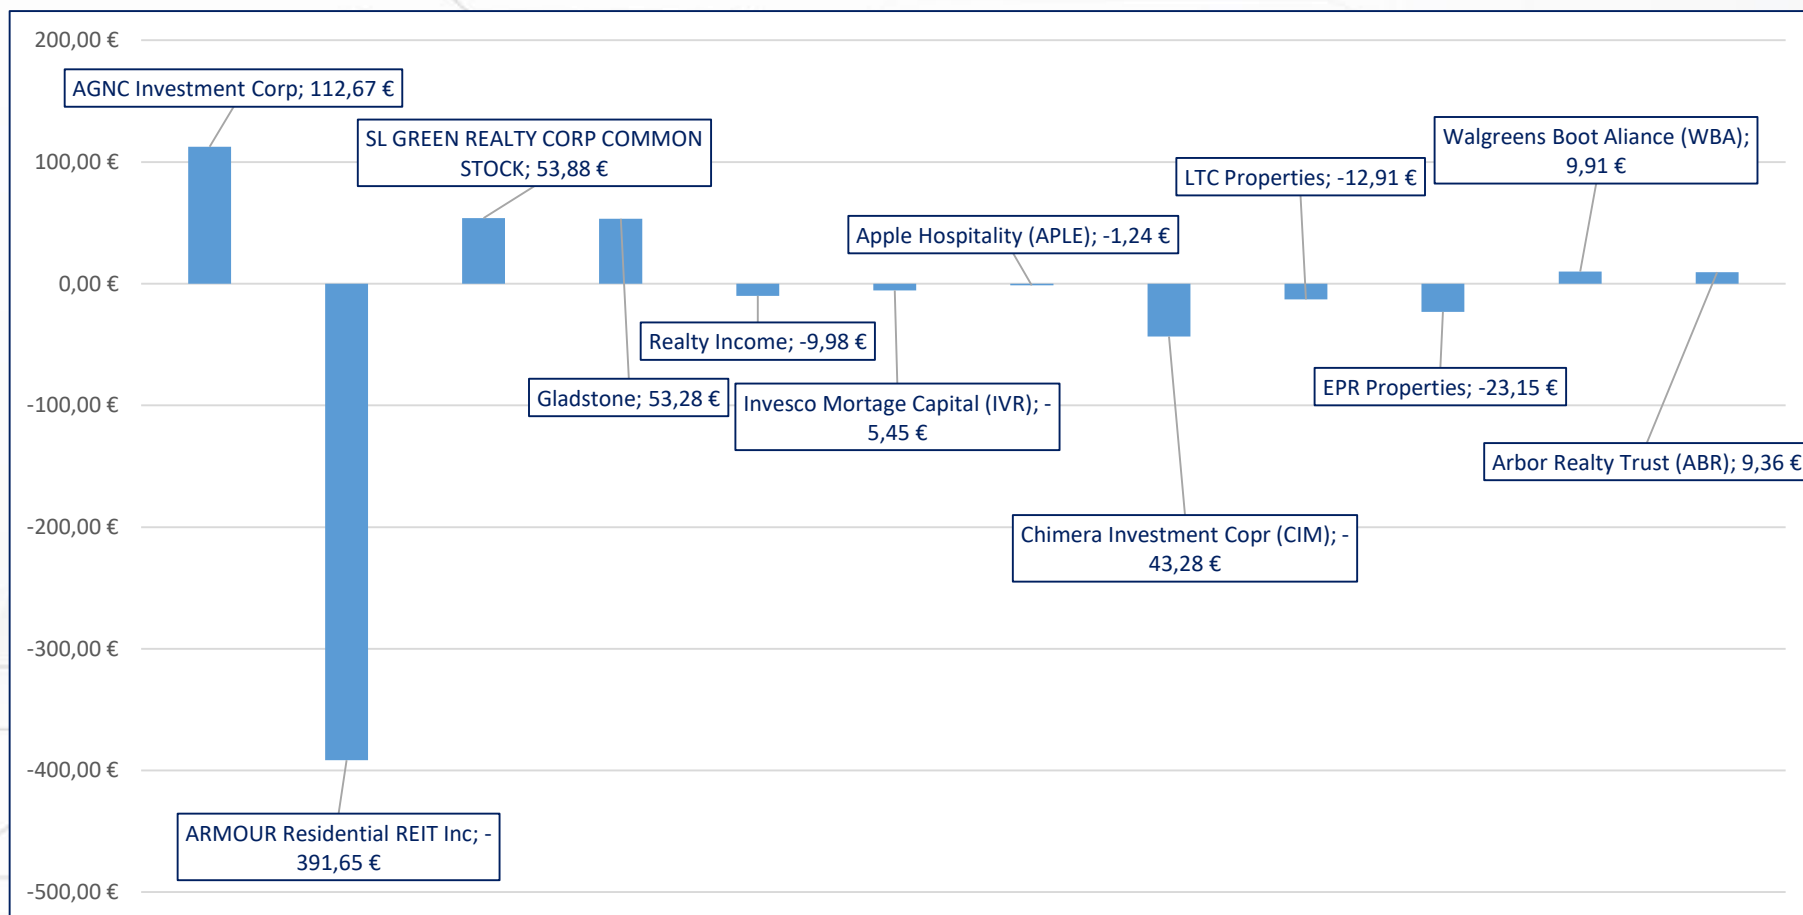 200,00 €
100,00 €
0,00 €
-100,00 €
-200,00 €
-300,00 €
-400,00 €
-500,00 €
AGNC Investment Corp; 112,67 €
ARMOUR Residential REIT Inc; -
391,65 €
SL GREEN REALTY CORP COMMON
STOCK; 53,88 €
Gladstone; 53,28 €
Realty Income; -9,98 €
Invesco Mortage Capital (IVR); -
5,45 €
Apple Hospitality (APLE); -1,24 €
Chimera Investment Copr (CIM); -
43,28 €
LTC Properties; -12,91 €
EPR Properties; -23,15 €
Walgreens Boot Aliance (WBA);
9,91 €
Arbor Realty Trust (ABR); 9,36 €